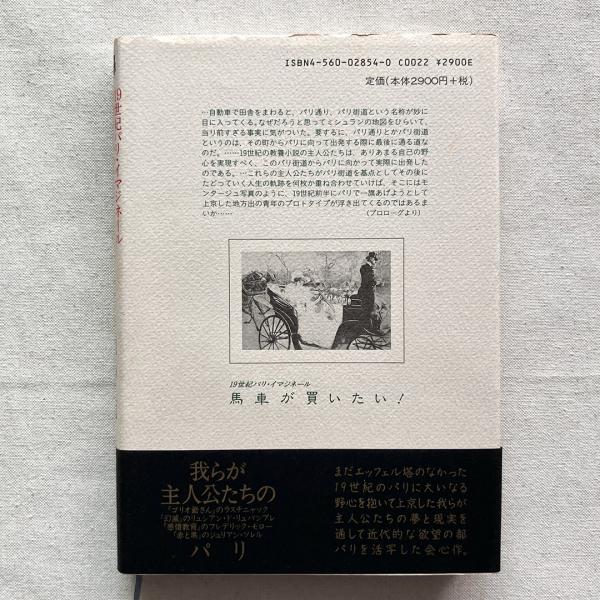 ISBN4-560-02854-0 C0022 ¥2900E
定価(本体2900円+税)
…自動車で田舎をまわると、パリ通り、パリ街道という名称が妙に
目に入ってくる。なぜだろうと思ってミシュランの地図をひらいて、
当り前すぎる事実に気がついた。要するに、パリ通りとかパリ街道
というのは、その町からパリに向って出発する際に最後に通る道な
のだ。……19世紀の教養小説の主人公たちは、ありあまる自己の野
心を実現すべく、このパリ街道からパリに向かって実際に出発した
のである。…これらの主人公たちがパリ街道を基点としてその後に
たどっていく人生の軌跡を何枚か重ね合わせていけば、そこにはモ
ンタージュ写真のように、19世紀前半にパリで一旗あげようとして
上京した地方出の青年のプロトタイプが浮き出てくるのではあるま
いか……
(プロローグより)
19世紀パリ・イマジネール
馬車が買いたい!
19世紀パリ・イマジネール
我らが
主人公たちの
『ゴリオ爺さん』のラスチニャック
『幻滅』のリュシアン・ド・リュバンプレ
『感情教育』のフレデリック・モロー
『赤と黒』のジュリアン・ソレル
パリ
まだエッフェル塔のなかった
19世紀のパリに大いなる
野心を抱いて上京した我らが
主人公たちの夢と現実を
通して近代的な欲望の都
パリを活写した会心作。